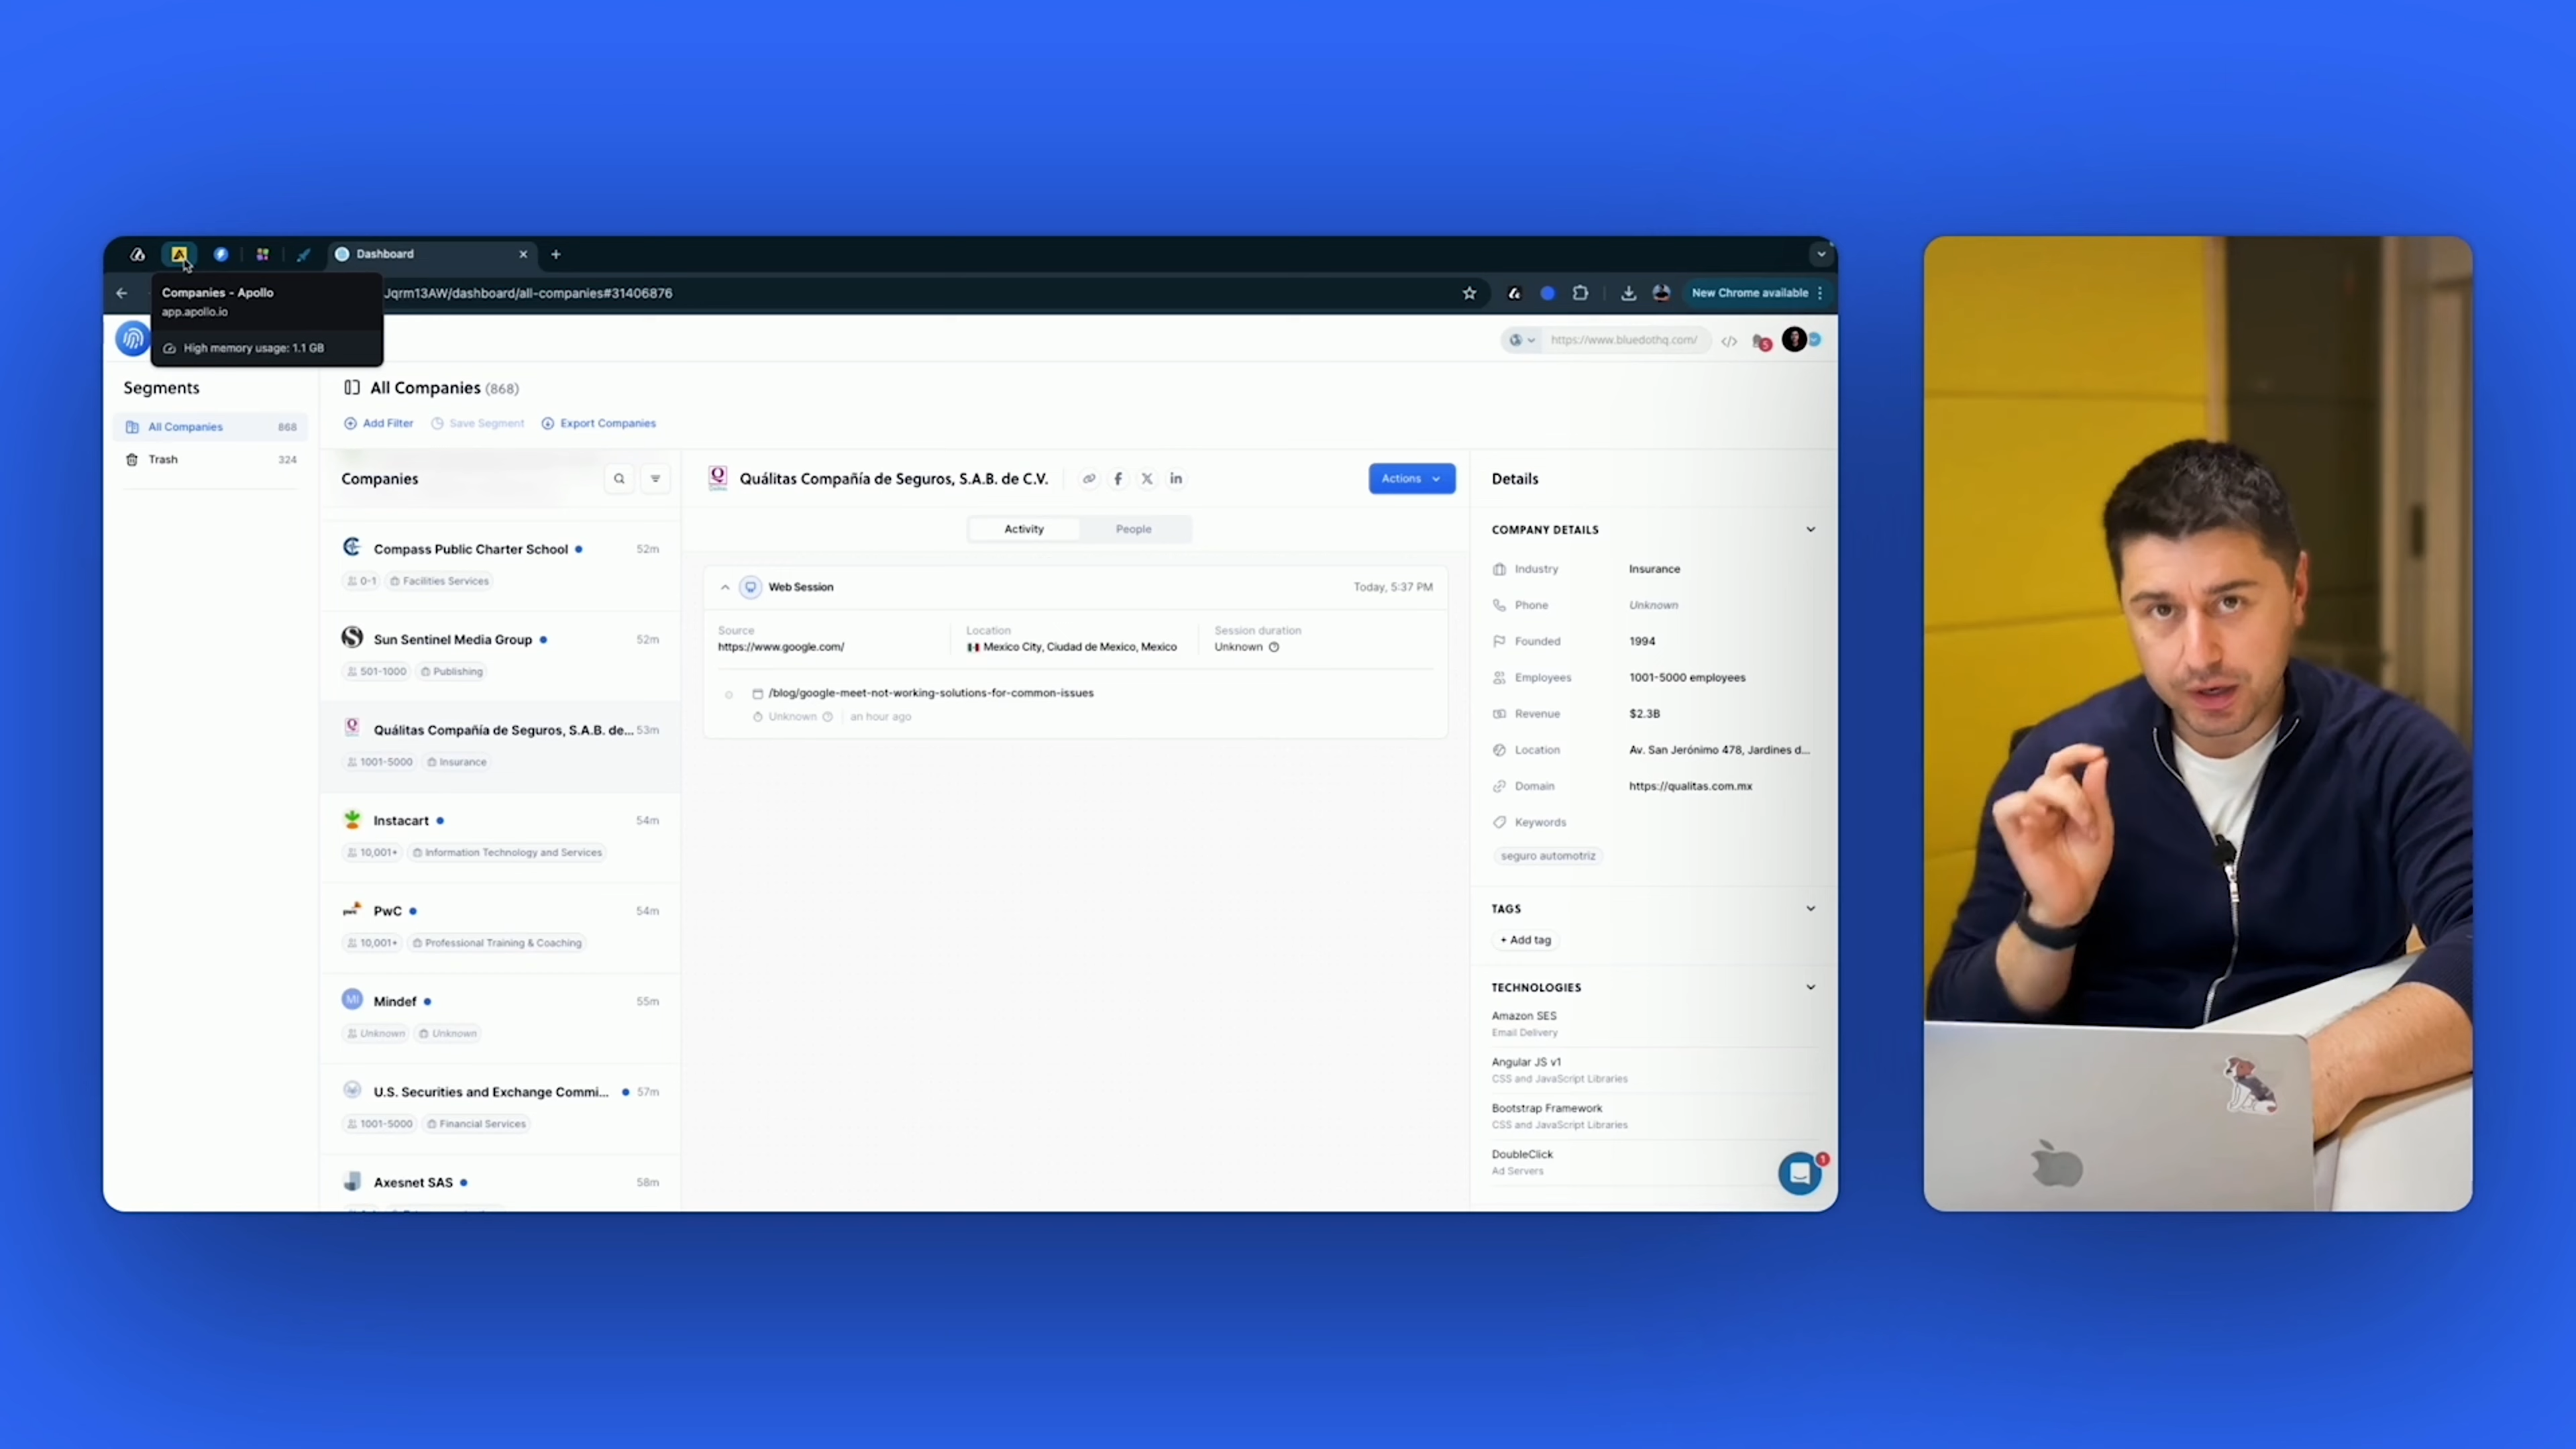 Dashboard
Companies - Apollo
app.apollo.io
High memory usage: 1.1 GB
Jqrm13AW/dashboard/all-companies#31406876
New Chrome available
https://www.bluedothq.com/
5
Segments
All Companies 868
Trash 324
All Companies (868)
Add Filter Save Segment Export Companies
Companies
Compass Public Charter School 52m
0-1 Facilities Services
Sun Sentinel Media Group 52m
501-1000 Publishing
Quálitas Compañía de Seguros, S.A.B. de... 53m
1001-5000 Insurance
Instacart 54m
10,001+ Information Technology and Services
pwc PwC 54m
10,001+ Professional Training & Coaching
MI Mindef 55m
Unknown Unknown
U.S. Securities and Exchange Commi... 57m
1001-5000 Financial Services
Axesnet SAS 58m
Quálitas Compañía de Seguros, S.A.B. de C.V.
Actions
Activity People
Web Session Today, 5:37 PM
Source Location Session duration
https://www.google.com/ Mexico City, Ciudad de Mexico, Mexico Unknown
/blog/google-meet-not-working-solutions-for-common-issues
Unknown an hour ago
Details
COMPANY DETAILS
Industry Insurance
Phone Unknown
Founded 1994
Employees 1001-5000 employees
Revenue $2.3B
Location Av. San Jerónimo 478, Jardines d...
Domain https://qualitas.com.mx
Keywords
seguro automotriz
TAGS
+ Add tag
TECHNOLOGIES
Amazon SES
Email Delivery
Angular JS v1
CSS and JavaScript Libraries
Bootstrap Framework
CSS and JavaScript Libraries
DoubleClick
Ad Servers
1